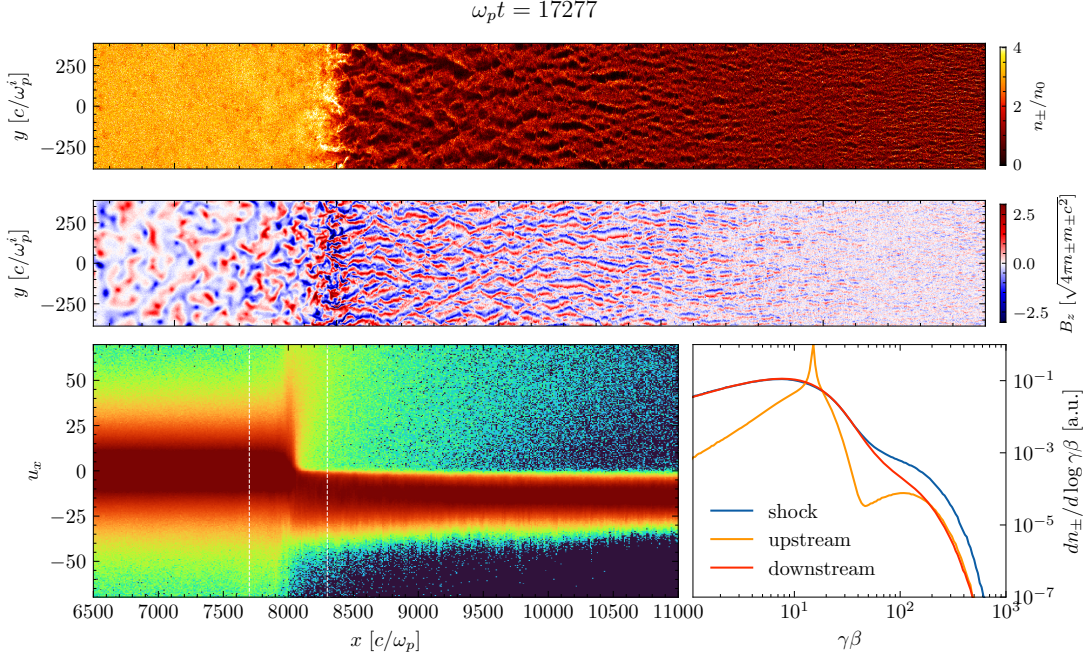 ω_p t = 17277
250
0
−250
y [c/ω_p^i]
4
2
0
n_±/n_0
250
0
−250
y [c/ω_p^i]
2.5
0.0
−2.5
B_z [√(4πn_±m_±c²)]
50
25
0
−25
−50
u_x
6500 7000 7500 8000 8500 9000 9500 10000 10500 11000
x [c/ω_p]
shock
upstream
downstream
10^−1
10^−3
10^−5
10^−7
dn_±/d log γβ [a.u.]
10^1 10^2 10^3
γβ